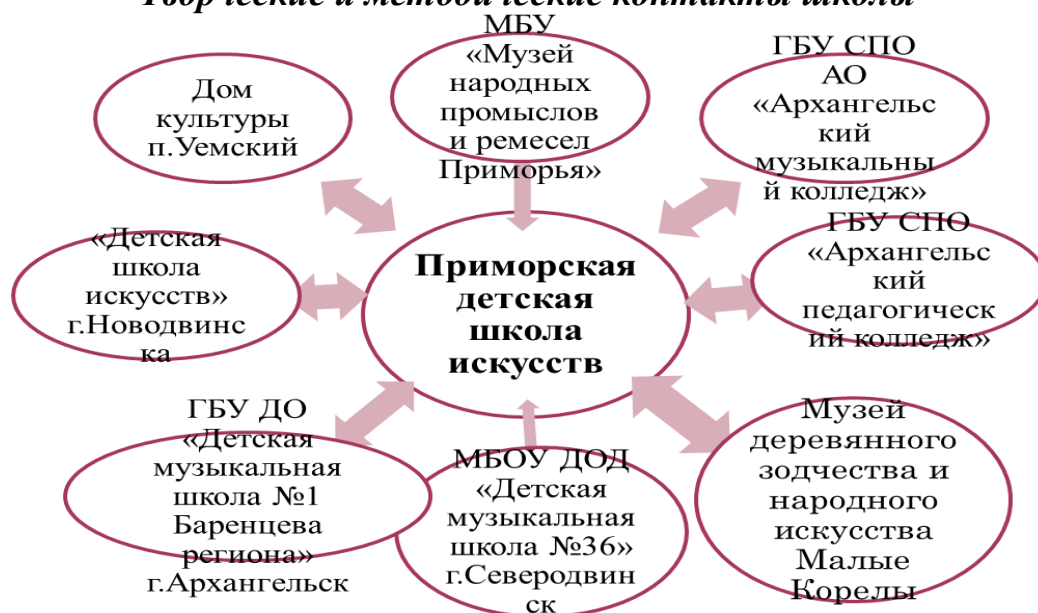 Творческие и методические контакты школы
МБУ
«Музей
народных
промыслов
и ремесел
Приморья»
ГБУ СПО
АО
«Архангельс
кий
музыкальны
й колледж»
Дом
культуры
п.Уемский
ГБУ СПО
«Архангельс
кий
педагогическ
ий колледж»
«Детская
школа
искусств»
г.Новодвинс
ка
Приморская
детская
школа
искусств
ГБУ ДО
«Детская
музыкальная
школа №1
Баренцева
региона»
г.Архангельск
МБОУ ДОД
«Детская
музыкальная
школа №36»
г.Северодвин
ск
Музей
деревянного
зодчества и
народного
искусства
Малые
Корелы